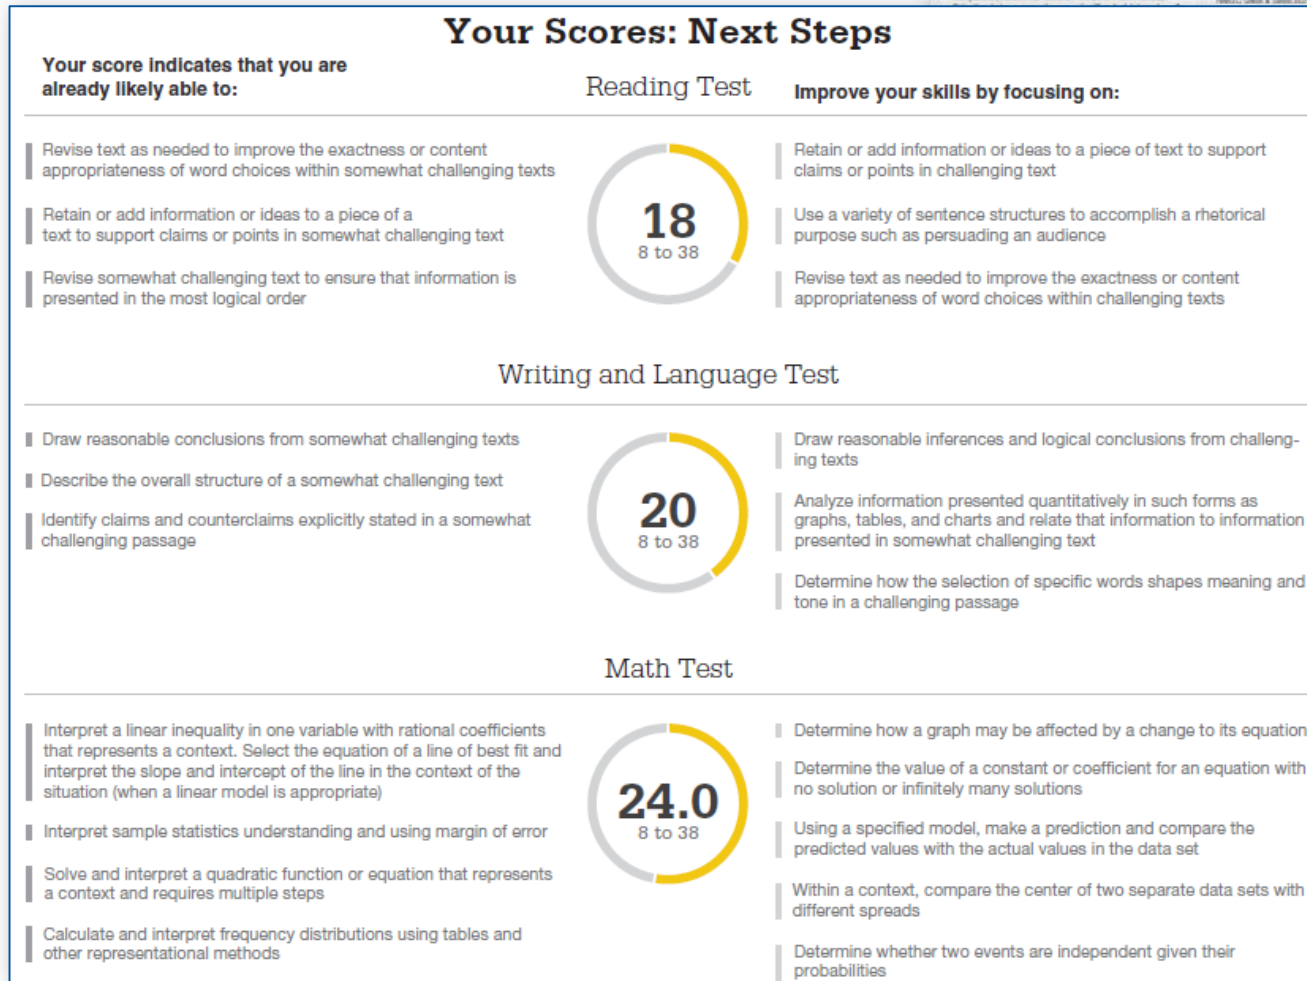 Your Scores: Next Steps
Your score indicates that you are
already likely able to:
Reading Test
Improve your skills by focusing on:
Revise text as needed to improve the exactness or content
appropriateness of word choices within somewhat challenging texts
Retain or add information or ideas to a piece of a
text to support claims or points in somewhat challenging text
Revise somewhat challenging text to ensure that information is
presented in the most logical order
18
8 to 38
Retain or add information or ideas to a piece of text to support
claims or points in challenging text
Use a variety of sentence structures to accomplish a rhetorical
purpose such as persuading an audience
Revise text as needed to improve the exactness or content
appropriateness of word choices within challenging texts
Writing and Language Test
Draw reasonable conclusions from somewhat challenging texts
Describe the overall structure of a somewhat challenging text
Identify claims and counterclaims explicitly stated in a somewhat
challenging passage
20
8 to 38
Draw reasonable inferences and logical conclusions from challeng-
ing texts
Analyze information presented quantitatively in such forms as
graphs, tables, and charts and relate that information to information
presented in somewhat challenging text
Determine how the selection of specific words shapes meaning and
tone in a challenging passage
Math Test
Interpret a linear inequality in one variable with rational coefficients
that represents a context. Select the equation of a line of best fit and
interpret the slope and intercept of the line in the context of the
situation (when a linear model is appropriate)
Interpret sample statistics understanding and using margin of error
Solve and interpret a quadratic function or equation that represents
a context and requires multiple steps
Calculate and interpret frequency distributions using tables and
other representational methods
24.0
8 to 38
Determine how a graph may be affected by a change to its equation
Determine the value of a constant or coefficient for an equation with
no solution or infinitely many solutions
Using a specified model, make a prediction and compare the
predicted values with the actual values in the data set
Within a context, compare the center of two separate data sets with
different spreads
Determine whether two events are independent given their
probabilities